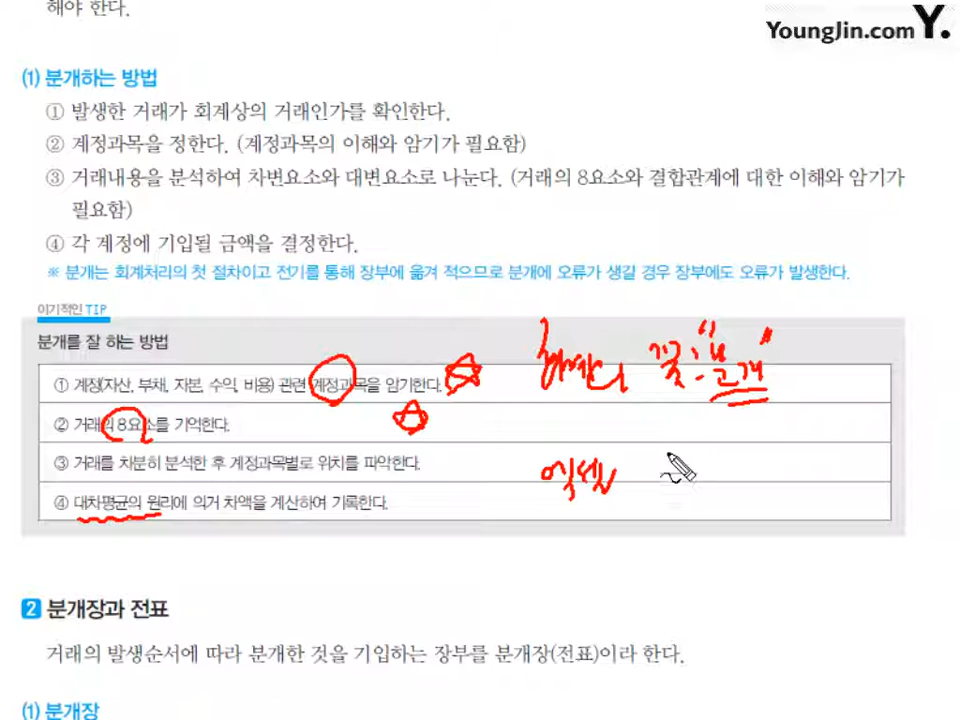 해야 한다.
YoungJin.com Y.
(1) 분개하는 방법
① 발생한 거래가 회계상의 거래인가를 확인한다.
② 계정과목을 정한다. (계정과목의 이해와 암기가 필요함)
③ 거래내용을 분석하여 차변요소와 대변요소로 나눈다. (거래의 8요소와 결합관계에 대한 이해와 암기가
필요함)
④ 각 계정에 기입될 금액을 결정한다.
※ 분개는 회계처리의 첫 절차이고 전기를 통해 장부에 옮겨 적으므로 분개에 오류가 생길 경우 장부에도 오류가 발생한다.
이기적인 TIP
분개를 잘 하는 방법
① 계정(자산, 부채, 자본, 수익, 비용) 관련 계정과목을 암기한다.
꽃 : "분개"
② 거래의 8요소를 기억한다.
③ 거래를 차분히 분석한 후 계정과목별로 위치를 파악한다.
엑셀
④ 대차평균의 원리에 의거 차액을 계산하여 기록한다.
2 분개장과 전표
거래의 발생순서에 따라 분개한 것을 기입하는 장부를 분개장(전표)이라 한다.
(1) 분개장